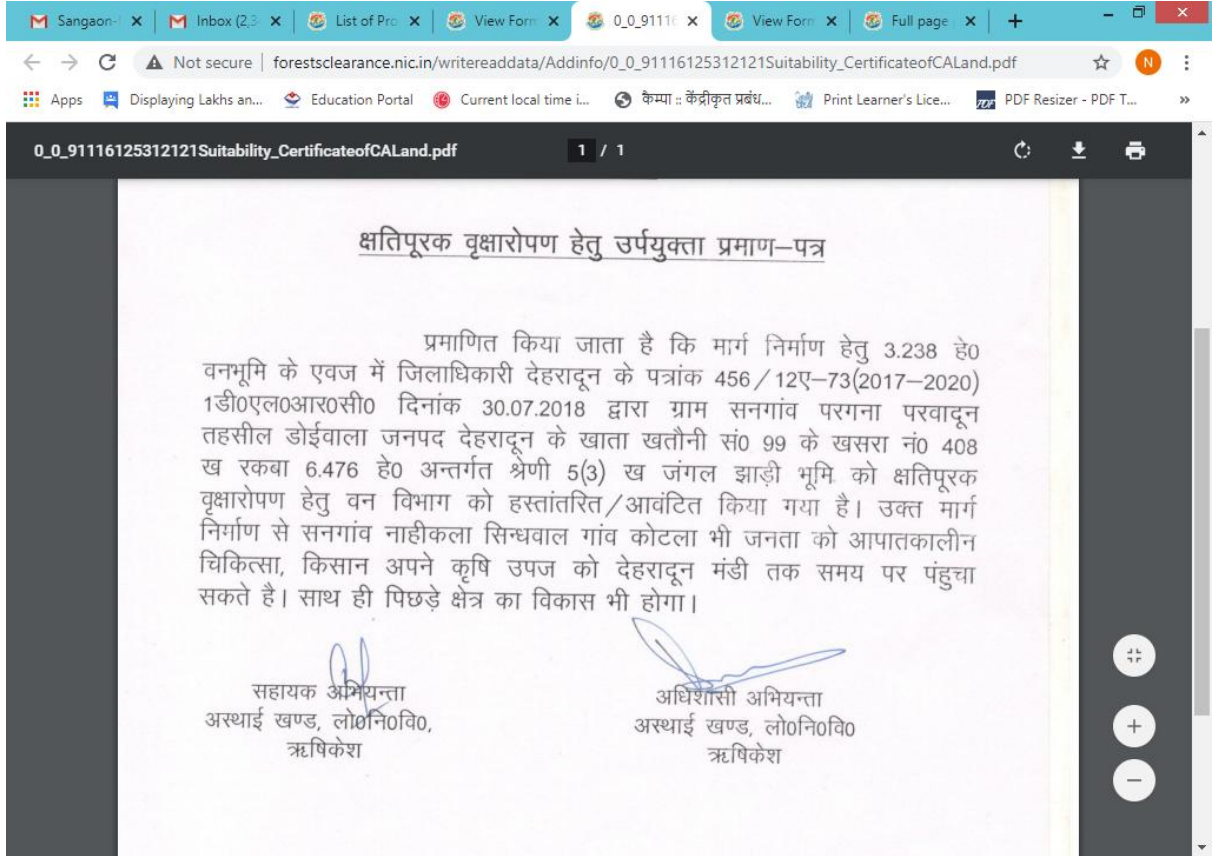 Sangaon-
Inbox (2,3
List of Pro
View Form
0_0_91116
View Form
Full page
Not secure | forestsclearance.nic.in/writereaddata/Addinfo/0_0_91116125312121Suitability_CertificateofCALand.pdf
N
Apps Displaying Lakhs an... Education Portal Current local time i... कैम्पा :: केंद्रीकृत प्रबंध... Print Learner's Lice... PDF Resizer - PDF T... »
0_0_91116125312121Suitability_CertificateofCALand.pdf 1 / 1
क्षतिपूरक वृक्षारोपण हेतु उर्पयुक्ता प्रमाण–पत्र
प्रमाणित किया जाता है कि मार्ग निर्माण हेतु 3.238 हे0
वनभूमि के एवज में जिलाधिकारी देहरादून के पत्रांक 456/12ए–73(2017–2020)
1डी0एल0आर0सी0 दिनांक 30.07.2018 द्वारा ग्राम सनगांव परगना परवादून
तहसील डोईवाला जनपद देहरादून के खाता खतौनी सं0 99 के खसरा नं0 408
ख रकबा 6.476 हे0 अन्तर्गत श्रेणी 5(3) ख जंगल झाड़ी भूमि को क्षतिपूरक
वृक्षारोपण हेतु वन विभाग को हस्तांतरित/आवंटित किया गया है। उक्त मार्ग
निर्माण से सनगांव नाहीकला सिन्धवाल गांव कोटला भी जनता को आपातकालीन
चिकित्सा, किसान अपने कृषि उपज को देहरादून मंडी तक समय पर पंहुचा
सकते है। साथ ही पिछड़े क्षेत्र का विकास भी होगा।
सहायक अभियन्ता
अस्थाई खण्ड, लो0नि0वि0,
ऋषिकेश
अधिशासी अभियन्ता
अस्थाई खण्ड, लो0नि0वि0
ऋषिकेश